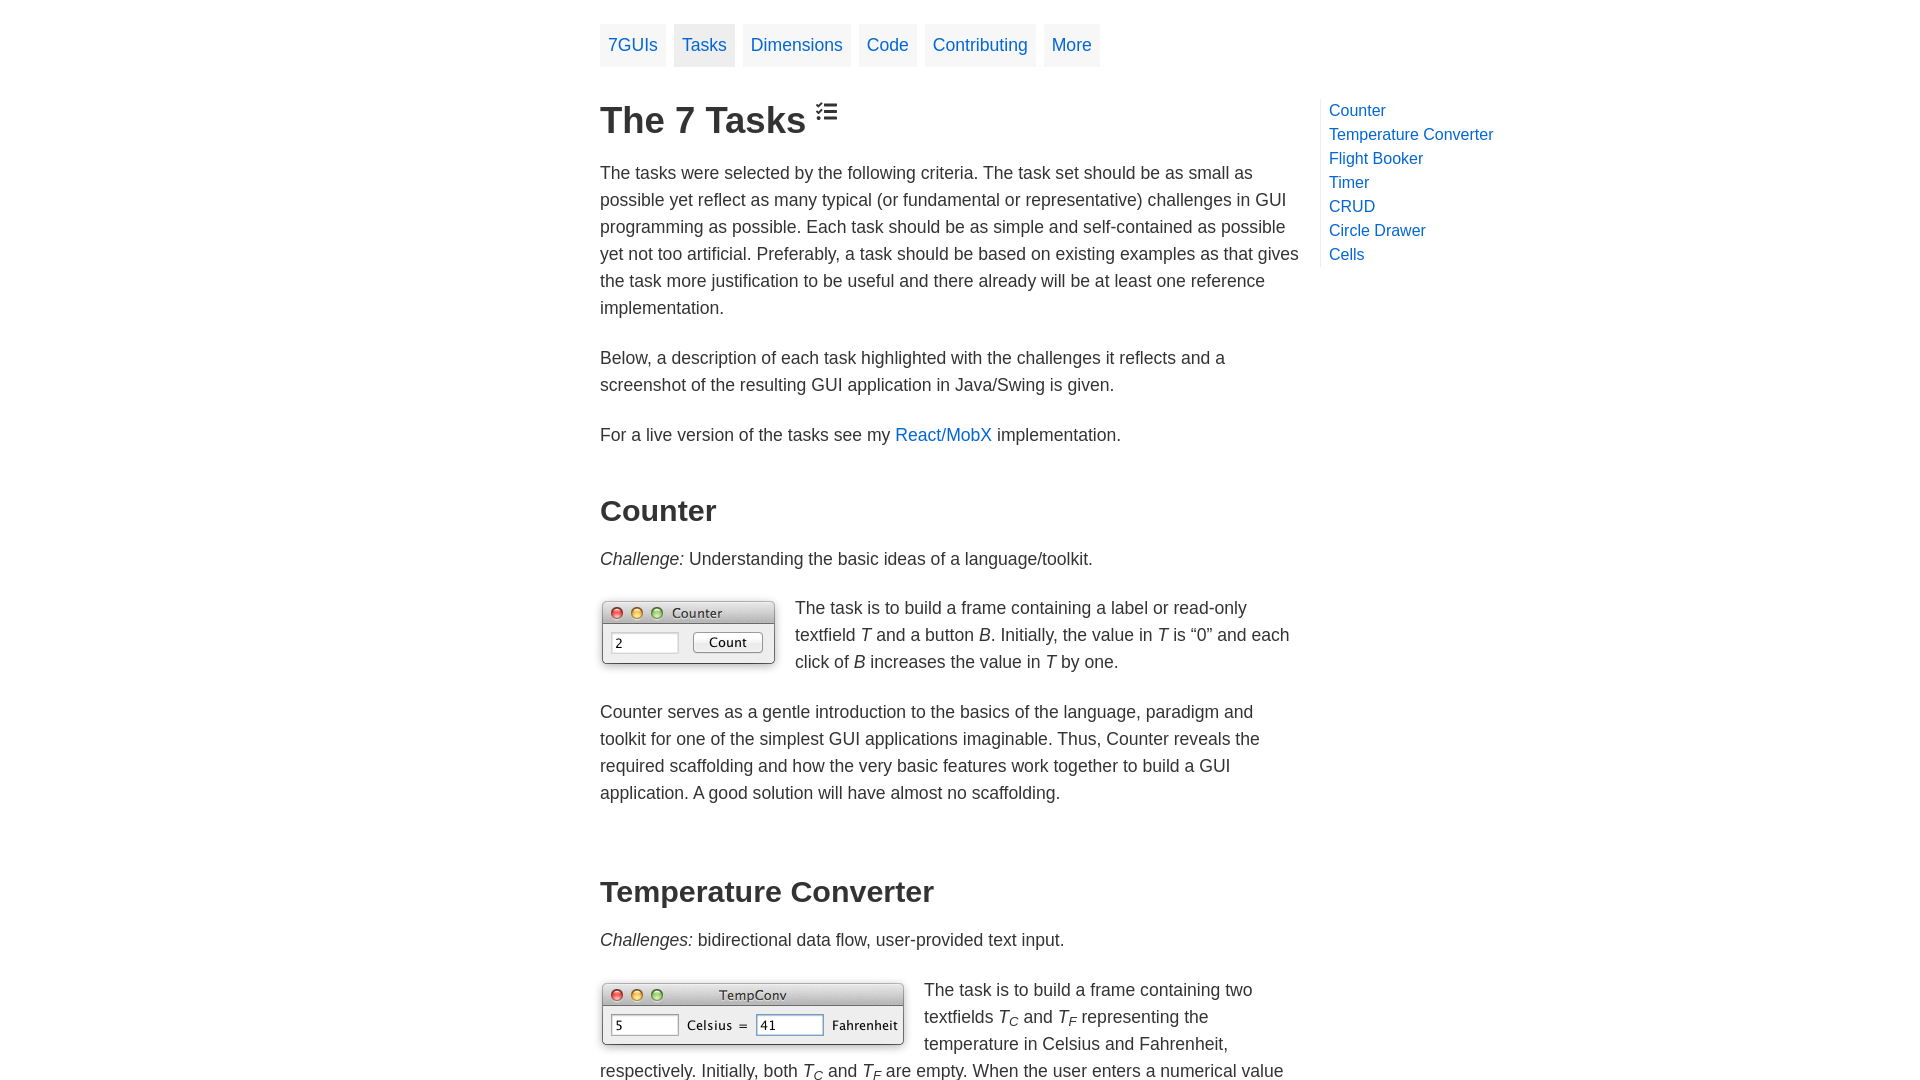 7GUIs Tasks Dimensions Code Contributing More
The 7 Tasks
The tasks were selected by the following criteria. The task set should be as small as
possible yet reflect as many typical (or fundamental or representative) challenges in GUI
programming as possible. Each task should be as simple and self-contained as possible
yet not too artificial. Preferably, a task should be based on existing examples as that gives
the task more justification to be useful and there already will be at least one reference
implementation.
Below, a description of each task highlighted with the challenges it reflects and a
screenshot of the resulting GUI application in Java/Swing is given.
For a live version of the tasks see my React/MobX implementation.
Counter
Challenge: Understanding the basic ideas of a language/toolkit.
Counter
2 Count
The task is to build a frame containing a label or read-only
textfield T and a button B. Initially, the value in T is “0” and each
click of B increases the value in T by one.
Counter serves as a gentle introduction to the basics of the language, paradigm and
toolkit for one of the simplest GUI applications imaginable. Thus, Counter reveals the
required scaffolding and how the very basic features work together to build a GUI
application. A good solution will have almost no scaffolding.
Temperature Converter
Challenges: bidirectional data flow, user-provided text input.
TempConv
5 Celsius = 41 Fahrenheit
The task is to build a frame containing two
textfields TC and TF representing the
temperature in Celsius and Fahrenheit,
respectively. Initially, both TC and TF are empty. When the user enters a numerical value
Counter
Temperature Converter
Flight Booker
Timer
CRUD
Circle Drawer
Cells